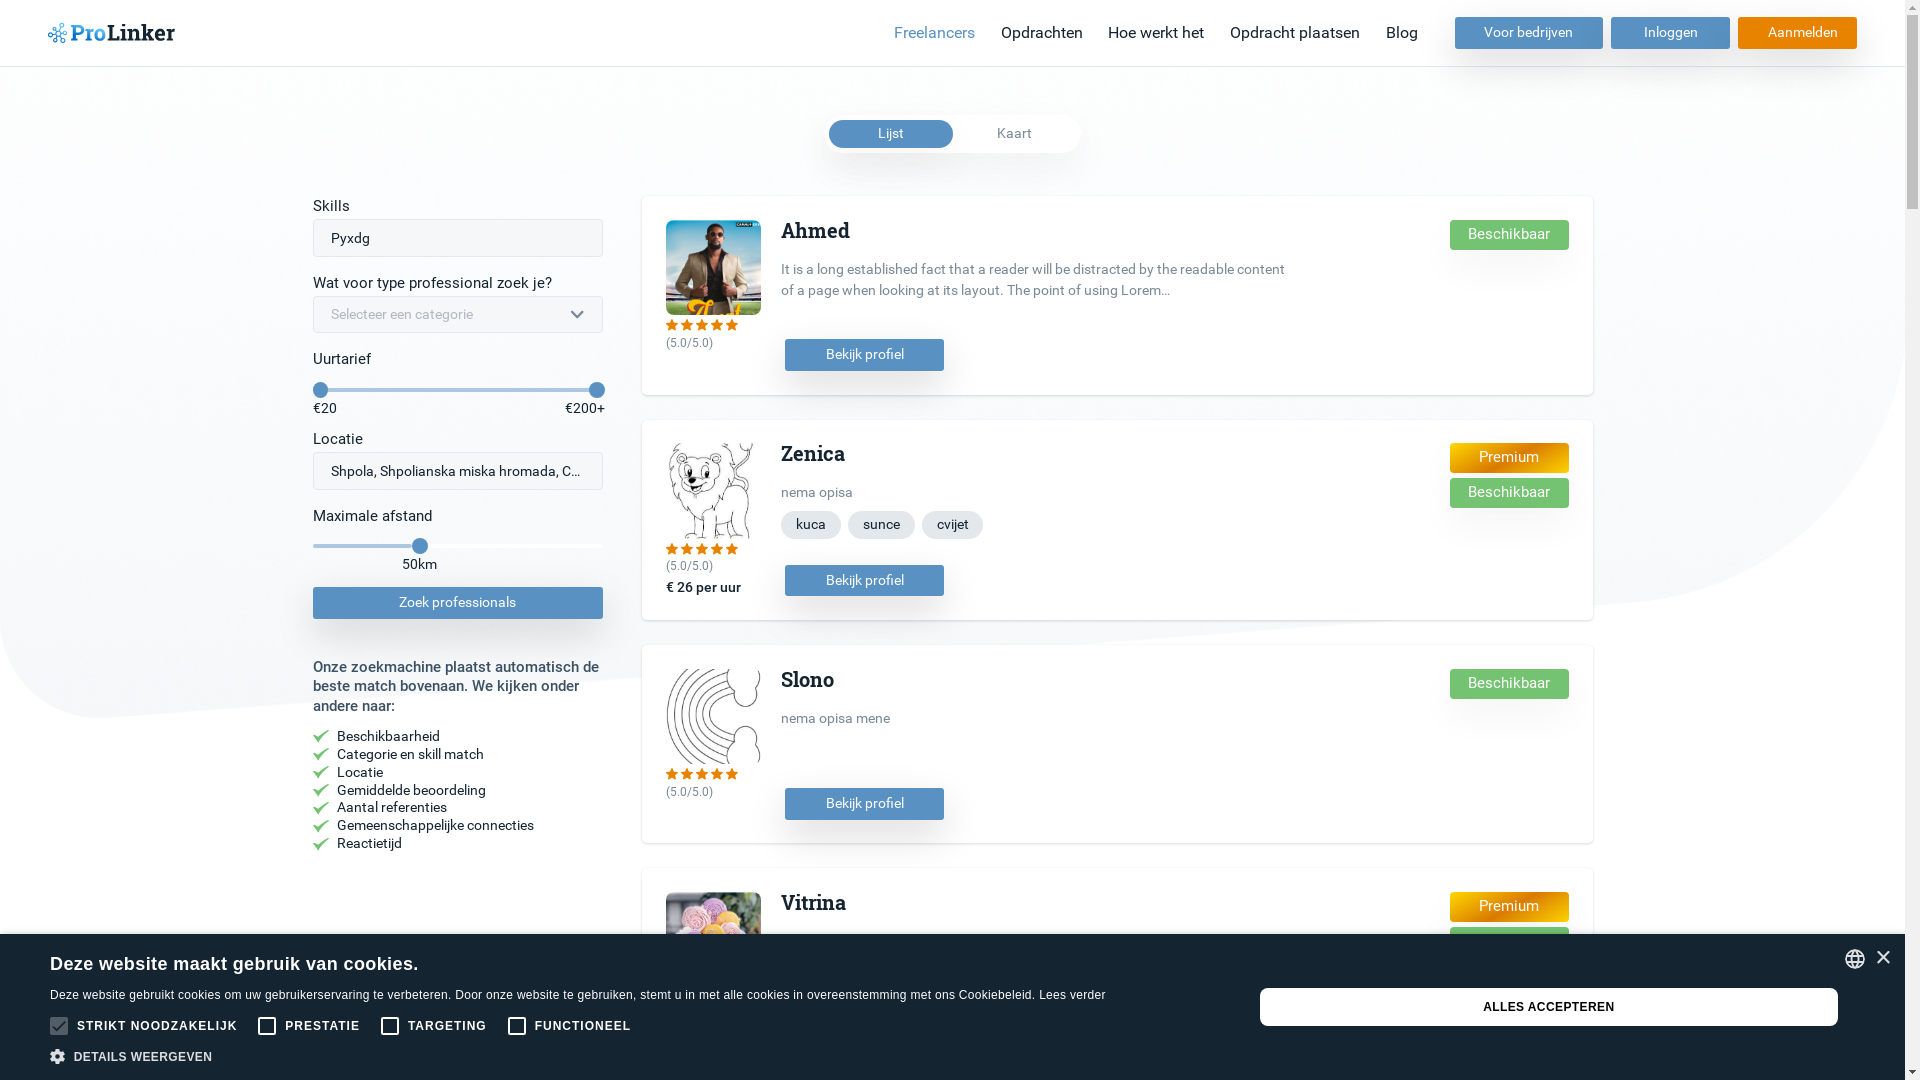 ProLinker
Freelancers
Opdrachten
Hoe werkt het
Opdracht plaatsen
Blog
Voor bedrijven
Inloggen
Aanmelden
Lijst
Kaart
Skills
Pyxdg
Wat voor type professional zoek je?
Selecteer een categorie
Uurtarief
€20
€200+
Locatie
Shpola, Shpolianska miska hromada, C...
Maximale afstand
50km
Zoek professionals
Onze zoekmachine plaatst automatisch de
beste match bovenaan. We kijken onder
andere naar:
Beschikbaarheid
Categorie en skill match
Locatie
Gemiddelde beoordeling
Aantal referenties
Gemeenschappelijke connecties
Reactietijd
Ahmed
Beschikbaar
It is a long established fact that a reader will be distracted by the readable content
of a page when looking at its layout. The point of using Lorem...
(5.0/5.0)
Bekijk profiel
Zenica
Premium
Beschikbaar
nema opisa
kuca
sunce
cvijet
(5.0/5.0)
€ 26 per uur
Bekijk profiel
Slono
Beschikbaar
nema opisa mene
(5.0/5.0)
Bekijk profiel
Vitrina
Premium
Deze website maakt gebruik van cookies.
Deze website gebruikt cookies om uw gebruikerservaring te verbeteren. Door onze website te gebruiken, stemt u in met alle cookies in overeenstemming met ons Cookiebeleid. Lees verder
STRIKT NOODZAKELIJK
PRESTATIE
TARGETING
FUNCTIONEEL
DETAILS WEERGEVEN
ALLES ACCEPTEREN